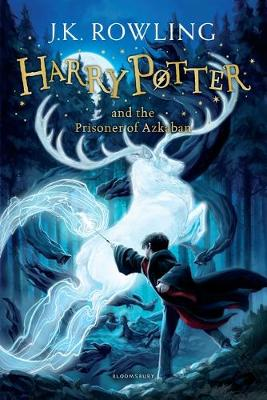 J.K. ROWLING
HARRY POTTER
and the
Prisoner of Azkaban
BLOOMSBURY